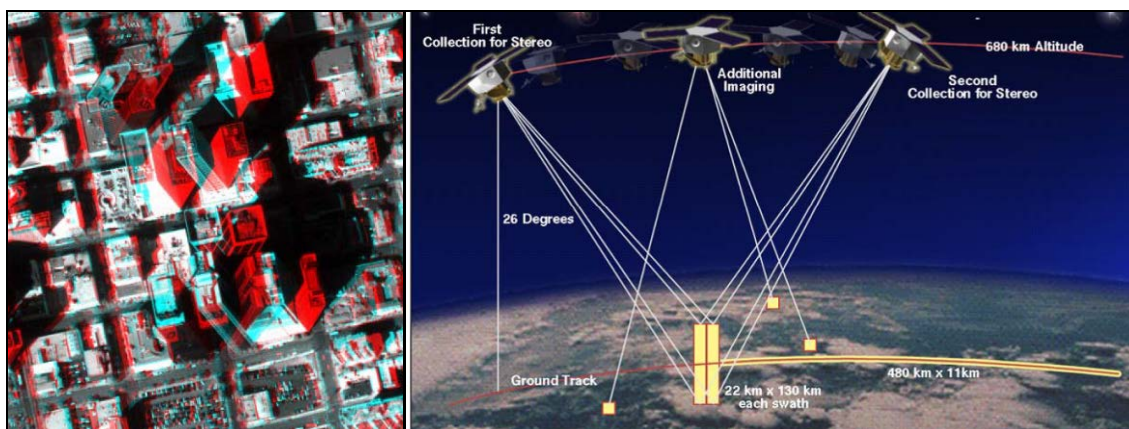 First
Collection for Stereo
Additional
Imaging
680 km Altitude
Second
Collection for Stereo
26 Degrees
Ground Track
22 km x 130 km
each swath
480 km x 11km